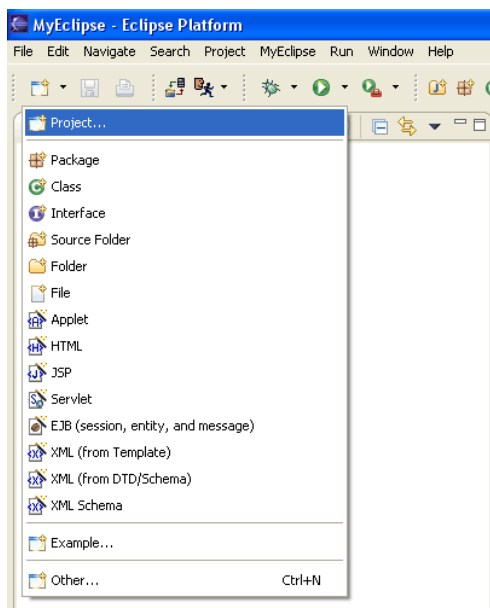 MyEclipse - Eclipse Platform
File Edit Navigate Search Project MyEclipse Run Window Help
Project...
Package
Class
Interface
Source Folder
Folder
File
Applet
HTML
JSP
Servlet
EJB (session, entity, and message)
XML (from Template)
XML (from DTD/Schema)
XML Schema
Example...
Other... Ctrl+N